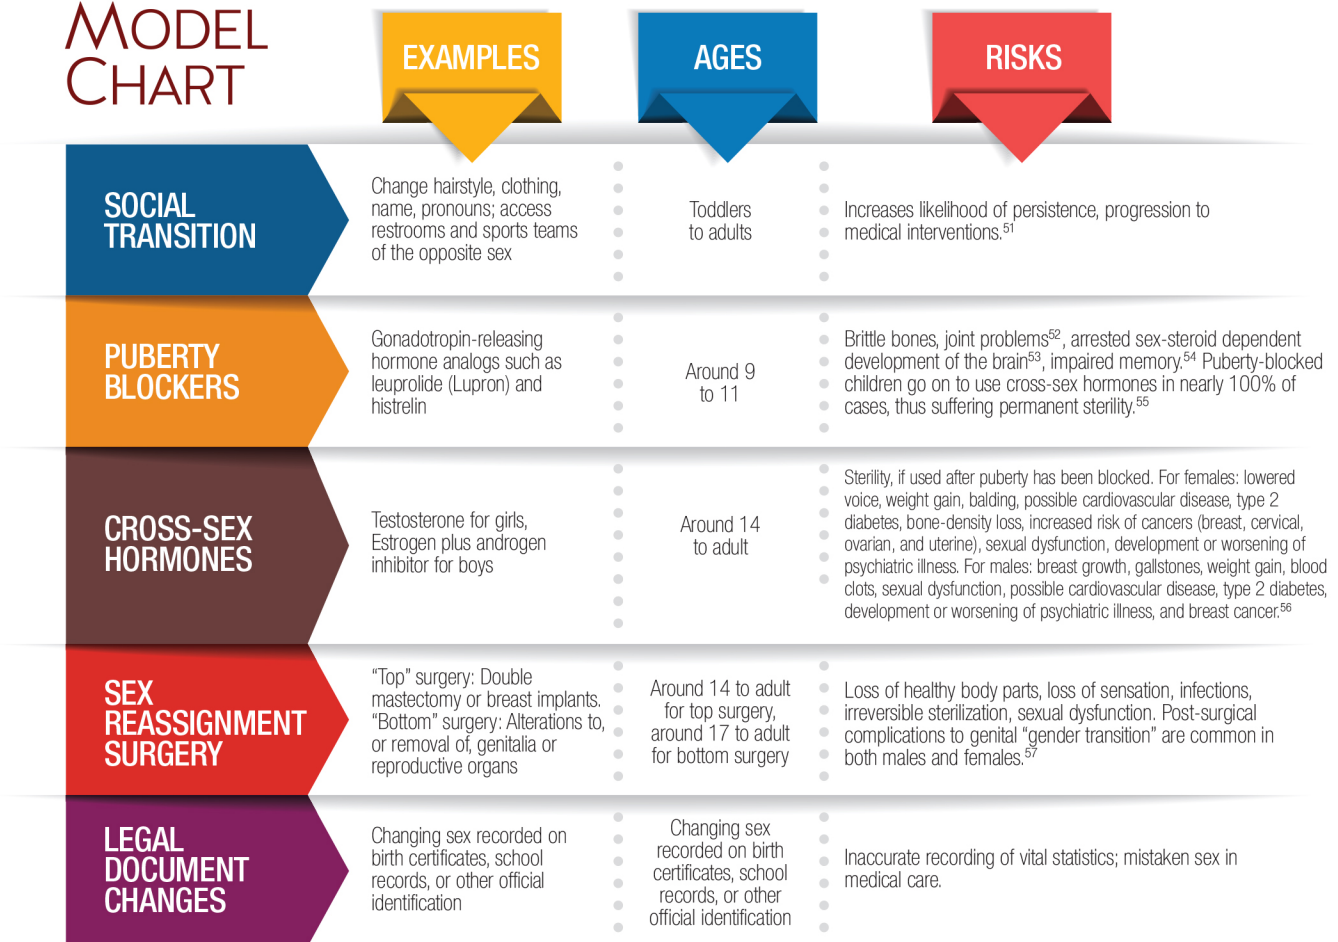 MODEL
CHART
EXAMPLES
AGES
RISKS
SOCIAL
TRANSITION
Change hairstyle, clothing,
name, pronouns; access
restrooms and sports teams
of the opposite sex
Toddlers
to adults
Increases likelihood of persistence, progression to
medical interventions.51
PUBERTY
BLOCKERS
Gonadotropin-releasing
hormone analogs such as
leuprolide (Lupron) and
histrelin
Around 9
to 11
Brittle bones, joint problems52, arrested sex-steroid dependent
development of the brain53, impaired memory.54 Puberty-blocked
children go on to use cross-sex hormones in nearly 100% of
cases, thus suffering permanent sterility.55
CROSS-SEX
HORMONES
Testosterone for girls,
Estrogen plus androgen
inhibitor for boys
Around 14
to adult
Sterility, if used after puberty has been blocked. For females: lowered
voice, weight gain, balding, possible cardiovascular disease, type 2
diabetes, bone-density loss, increased risk of cancers (breast, cervical,
ovarian, and uterine), sexual dysfunction, development or worsening of
psychiatric illness. For males: breast growth, gallstones, weight gain, blood
clots, sexual dysfunction, possible cardiovascular disease, type 2 diabetes,
development or worsening of psychiatric illness, and breast cancer.56
SEX
REASSIGNMENT
SURGERY
“Top” surgery: Double
mastectomy or breast implants.
“Bottom” surgery: Alterations to,
or removal of, genitalia or
reproductive organs
Around 14 to adult
for top surgery,
around 17 to adult
for bottom surgery
Loss of healthy body parts, loss of sensation, infections,
irreversible sterilization, sexual dysfunction. Post-surgical
complications to genital “gender transition” are common in
both males and females.57
LEGAL
DOCUMENT
CHANGES
Changing sex recorded on
birth certificates, school
records, or other official
identification
Changing sex
recorded on birth
certificates, school
records, or other
official identification
Inaccurate recording of vital statistics; mistaken sex in
medical care.